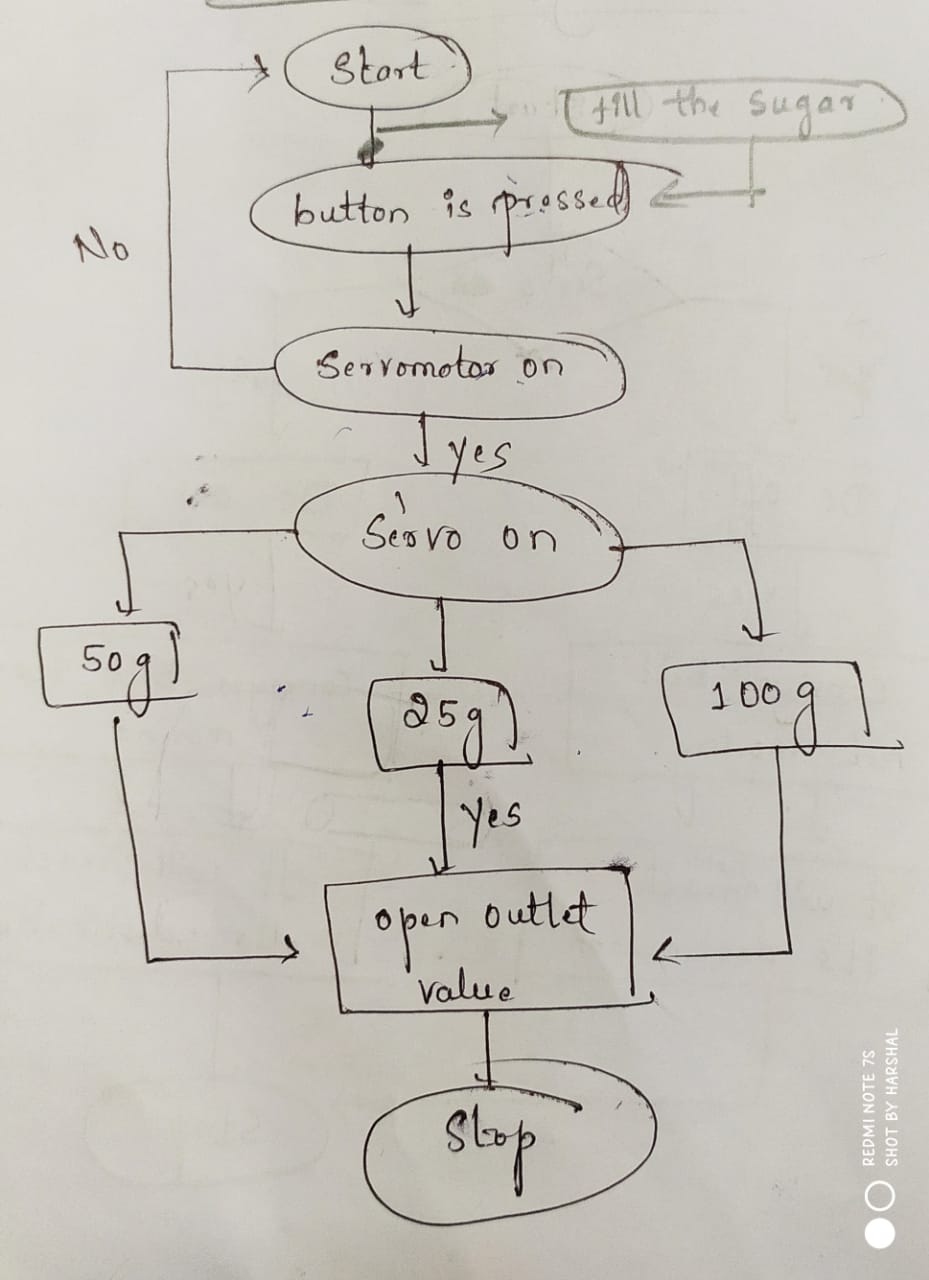 Start
fill the sugar
button is pressed
No
Servomotor on
yes
Servo on
50g
25g
100g
yes
open outlet
value
Stop
REDMI NOTE 7S
SHOT BY HARSHAL